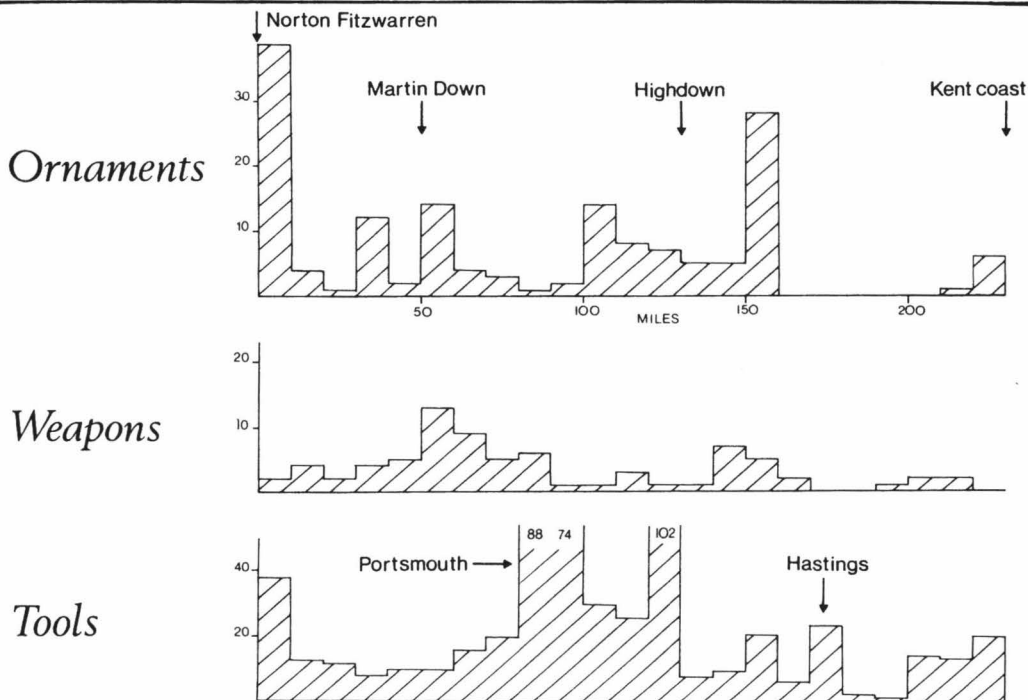 Norton Fitzwarren
Martin Down
Highdown
Kent coast
Ornaments
30
20
10
50
100
150
200
MILES
Weapons
20
10
88 74
102
Portsmouth
Hastings
Tools
40
20